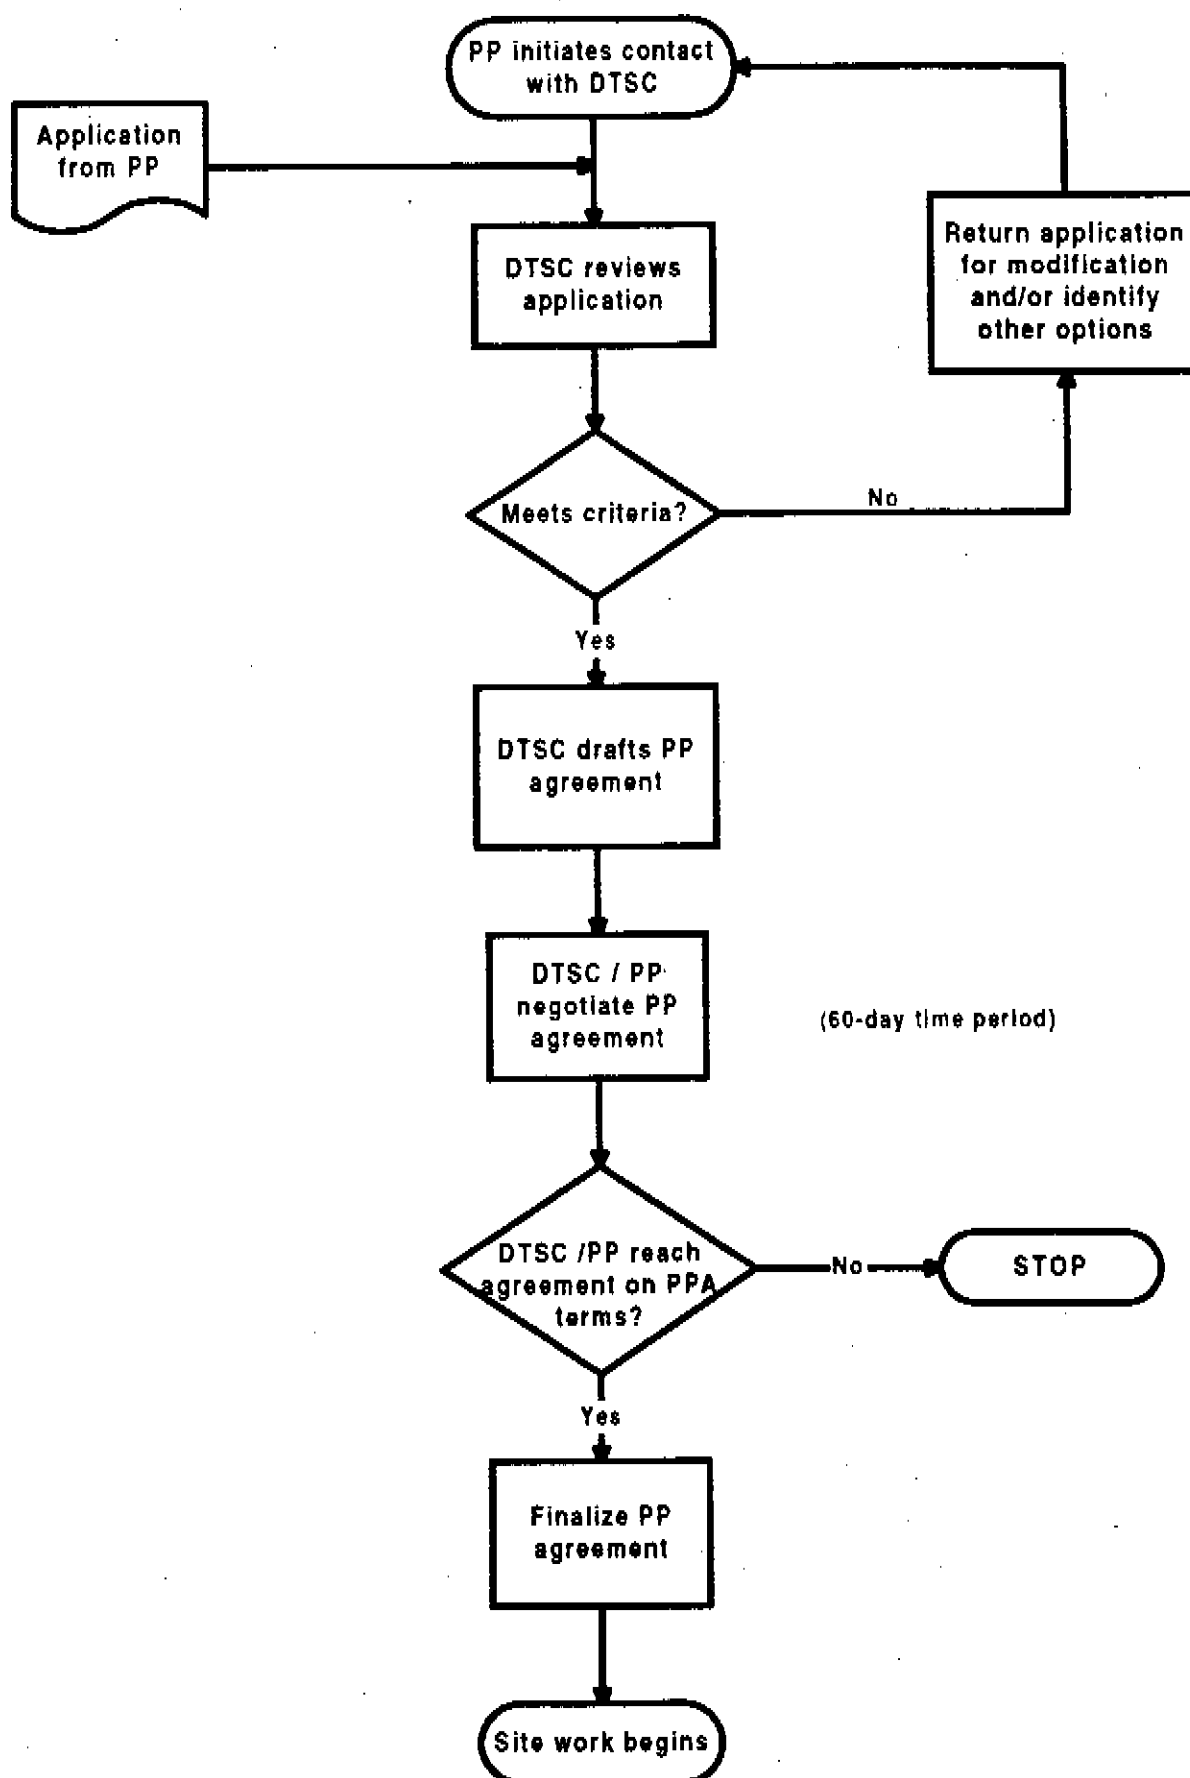 PP initiates contact
with DTSC
Application
from PP
Return application
for modification
and/or identify
other options
DTSC reviews
application
Meets criteria?
No
Yes
DTSC drafts PP
agreement
DTSC / PP
negotiate PP
agreement
(60-day time period)
DTSC /PP reach
agreement on PPA
terms?
No
STOP
Yes
Finalize PP
agreement
Site work begins